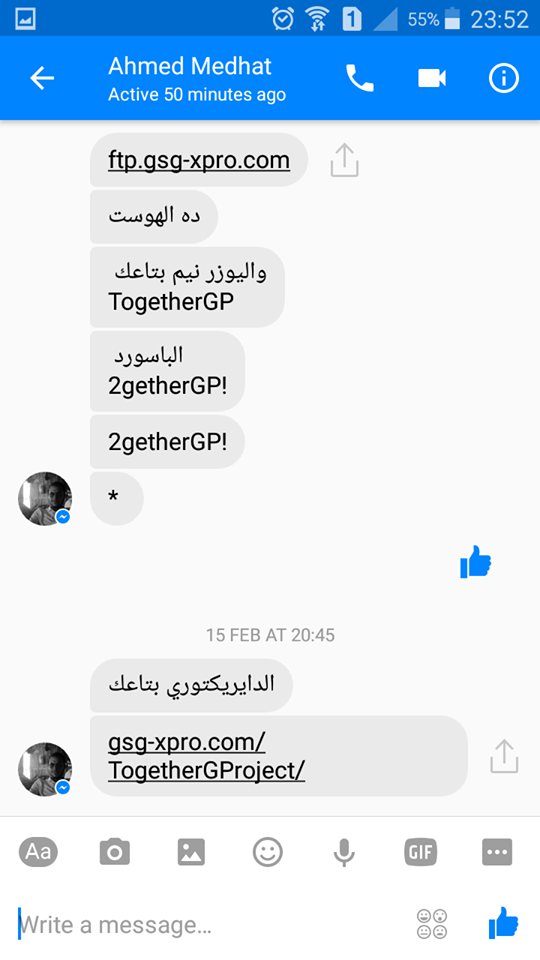 1
55%
23:52
Ahmed Medhat
Active 50 minutes ago
ftp.gsg-xpro.com
ده الهوست
واليوزر نيم بتاعك
TogetherGP
الباسورد
2getherGP!
2getherGP!
*
15 FEB AT 20:45
الدايريكتوري بتاعك
gsg-xpro.com/
TogetherGProject/
Aa
GIF
Write a message...